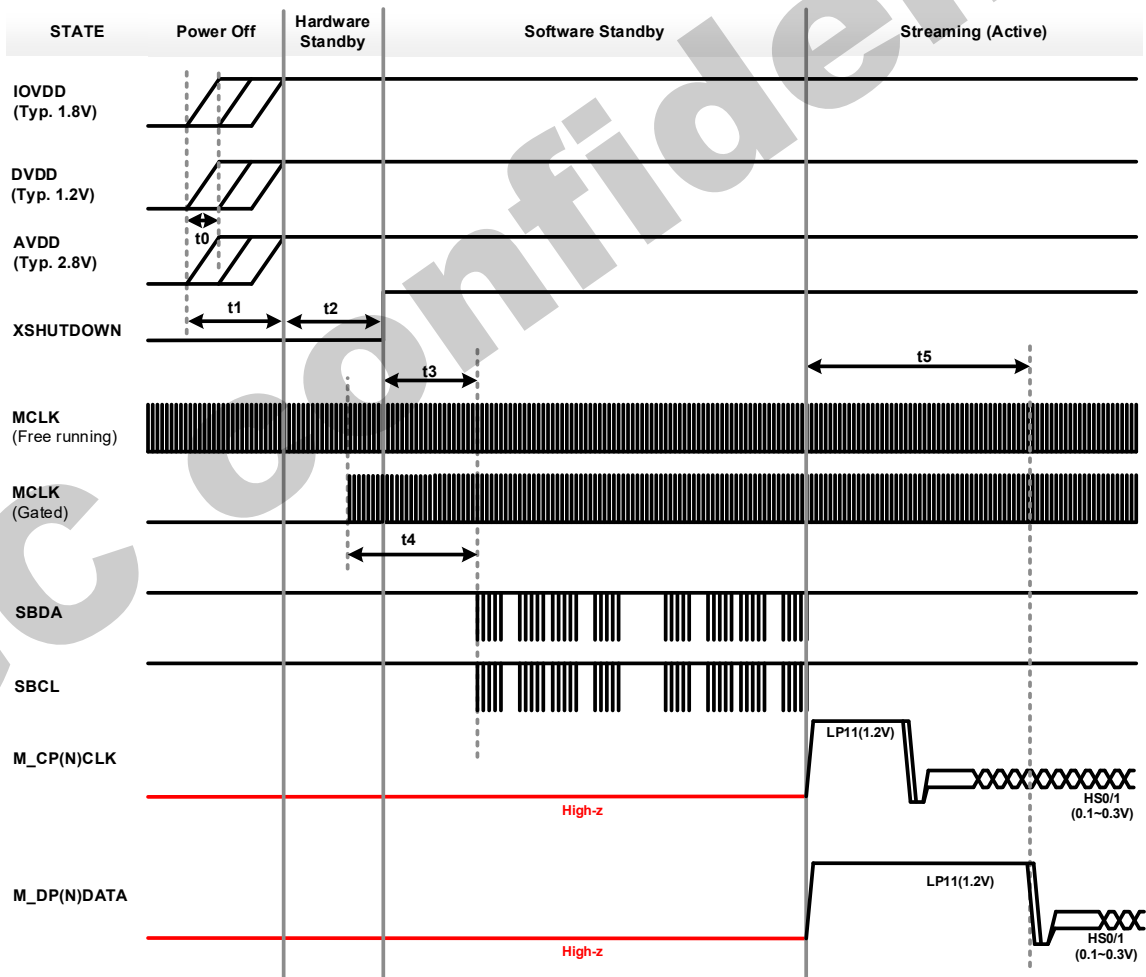 STATE
Power Off
Hardware
Standby
Software Standby
Streaming (Active)
IOVDD
(Typ. 1.8V)
DVDD
(Typ. 1.2V)
t0
AVDD
(Typ. 2.8V)
t1
t2
XSHUTDOWN
t3
t5
MCLK
(Free running)
MCLK
(Gated)
t4
SBDA
SBCL
M_CP(N)CLK
LP11(1.2V)
HS0/1
(0.1~0.3V)
High-z
M_DP(N)DATA
LP11(1.2V)
HS0/1
(0.1~0.3V)
High-z
c confiden